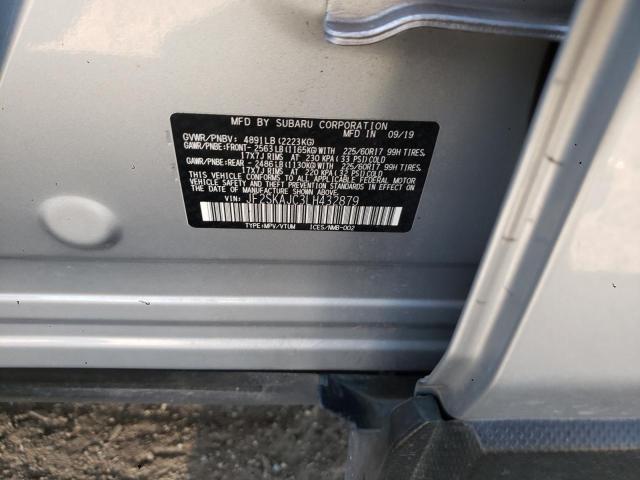 MFD BY SUBARU CORPORATION
GVWR/PNBV: 4891LB (2223KG) IN 09/19
GAWR/PNBE:FRONT- 2563LB(1165KG)WITH 225/60R17 99H TIRES,
17X7J RIMS AT 230 KPA(33 PSI)COLD
GAWR/PNBE:REAR - 2486LB(1130KG)WITH 225/60R17 99H TIRES,
17X7J RIMS AT 220 KPA(32 PSI)COLD
THIS VEHICLE CONFORMS TO ALL APPLICABLE FEDERAL MOTOR
VEHICLE SAFETY AND BUMPER STANDARDS IN EFFECT ON
THE DATE OF MANUFACTURE SHOWN ABOVE.
VIN: JF2SKAJC3LH432879
TYPE:MPV/VTUM ICES/NMB-002